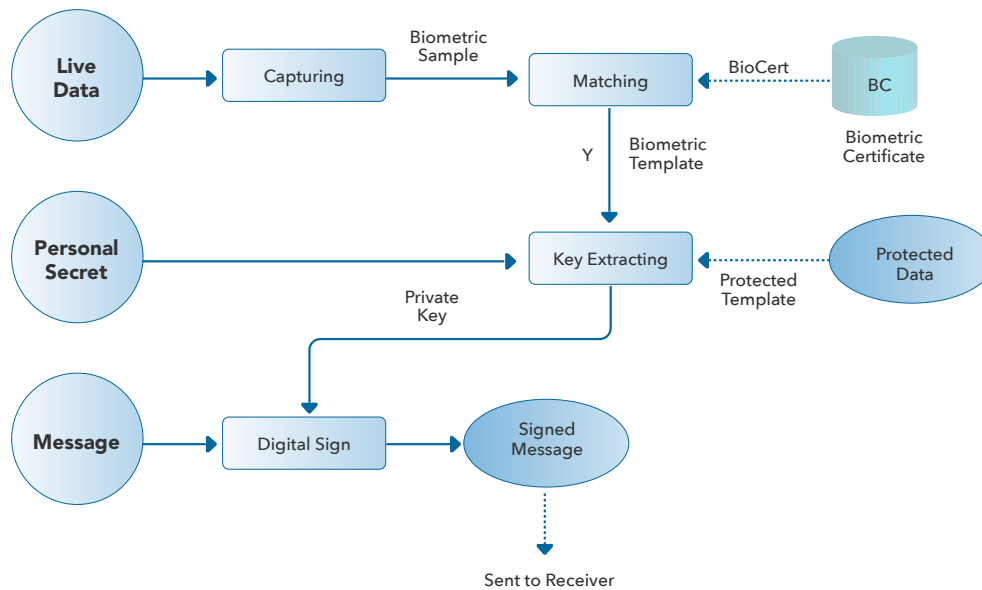 Live
Data
Capturing
Biometric
Sample
Matching
BioCert
BC
Biometric
Certificate
Y
Biometric
Template
Personal
Secret
Key Extracting
Protected
Template
Protected
Data
Private
Key
Message
Digital Sign
Signed
Message
Sent to Receiver